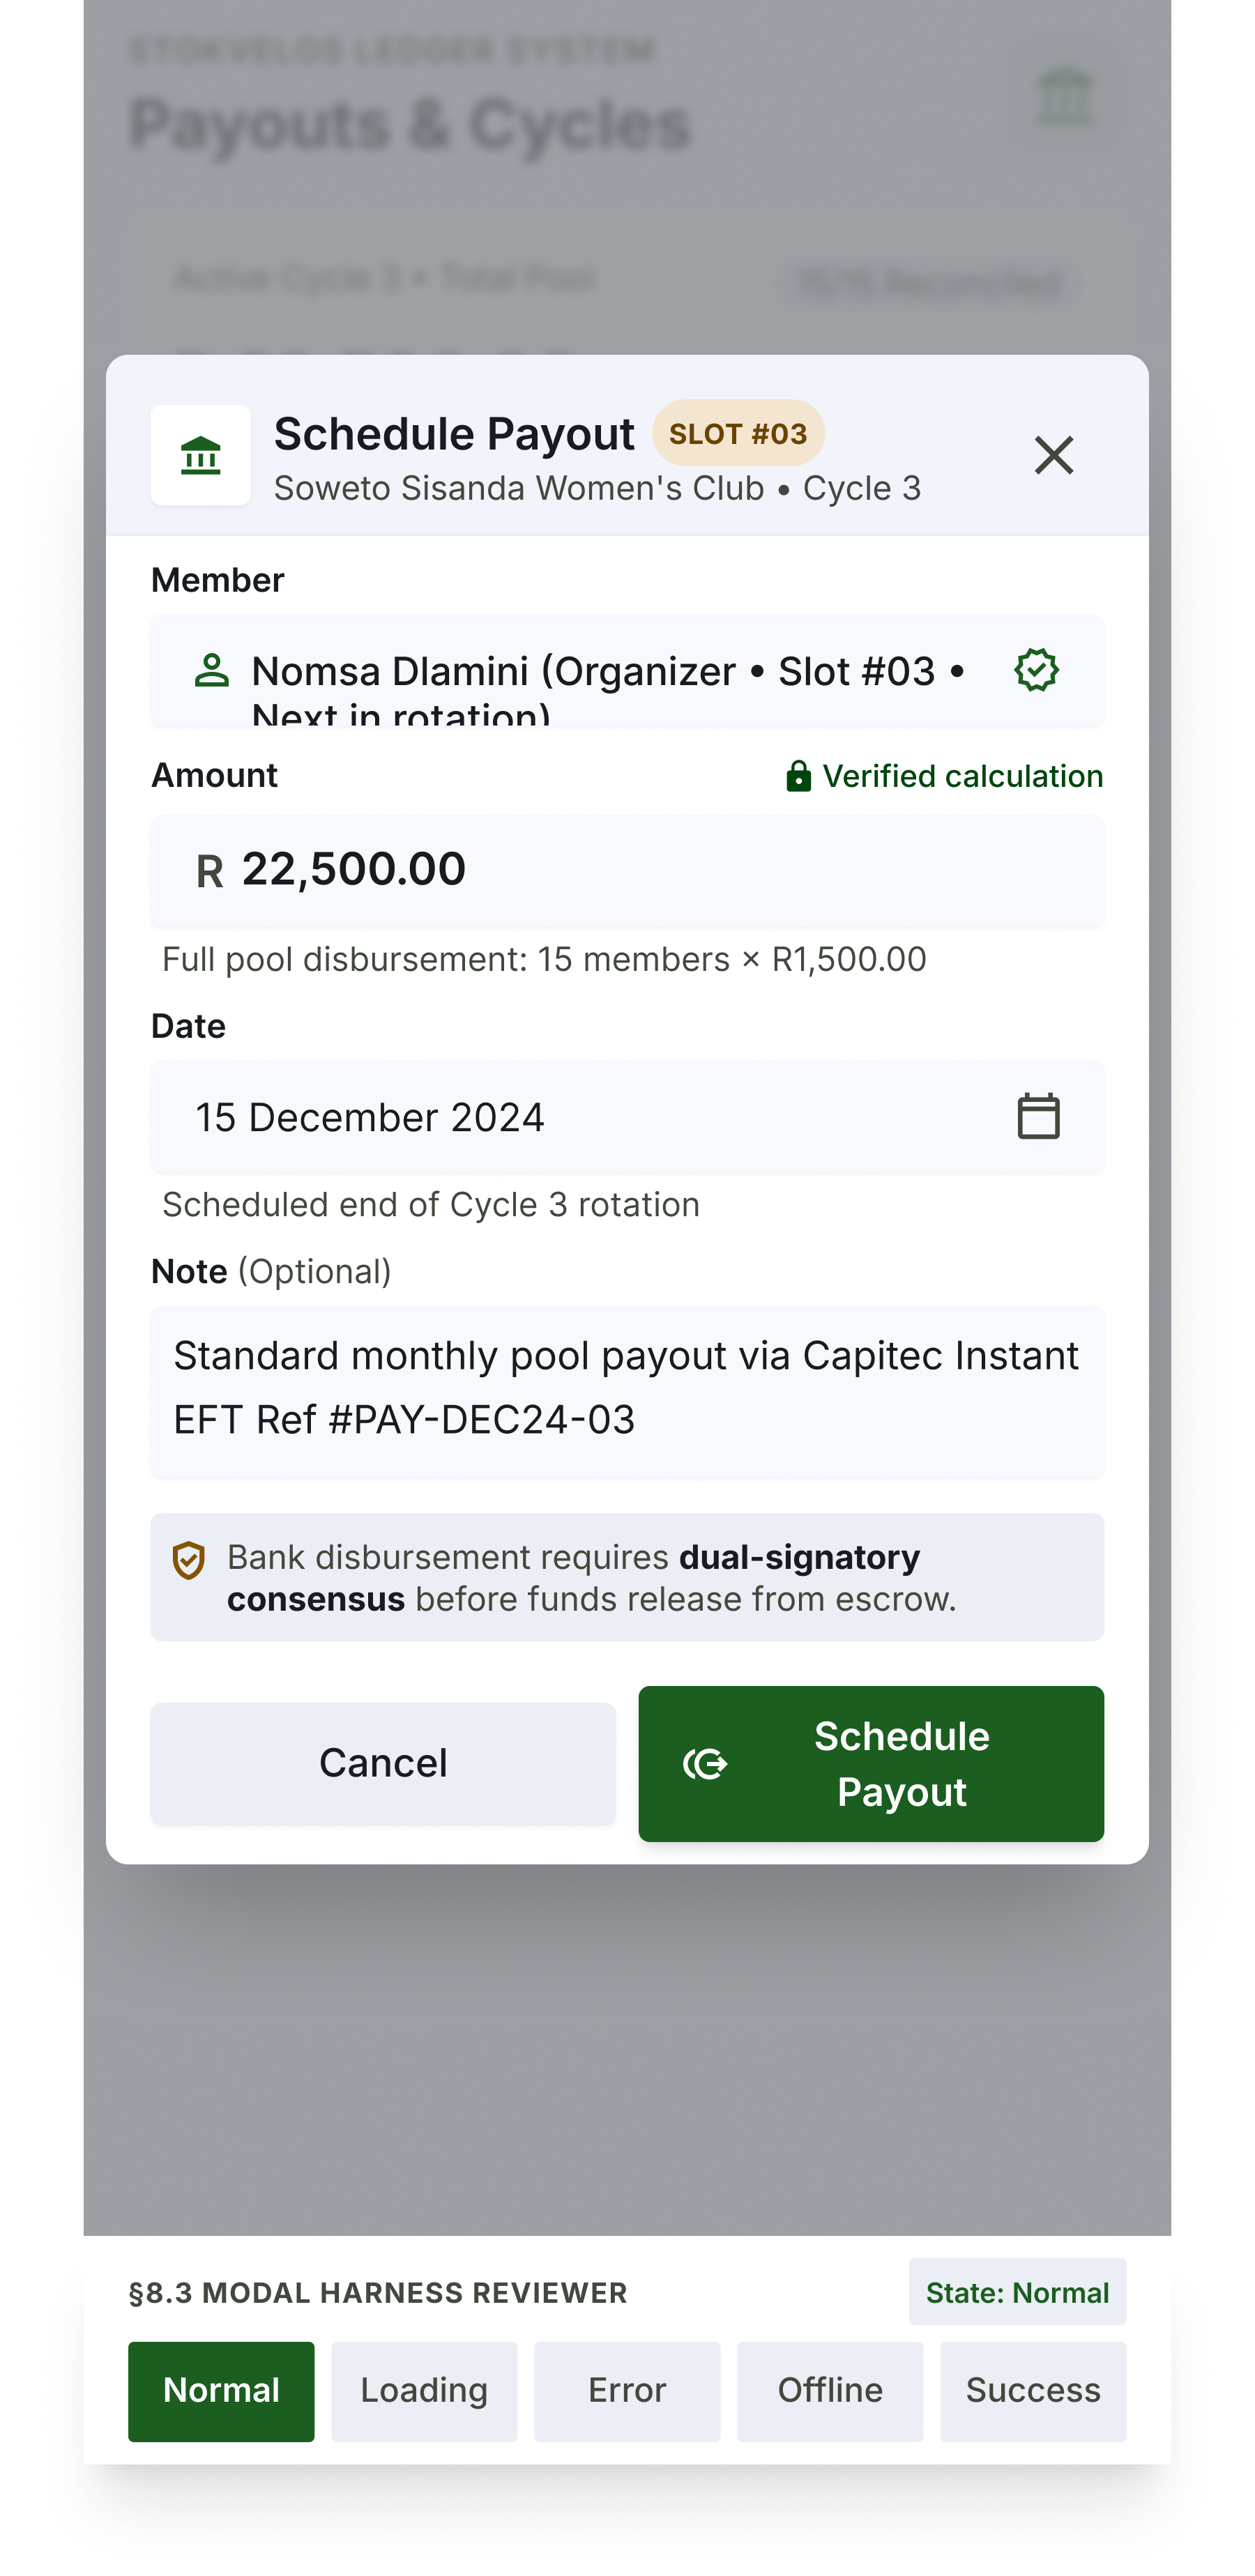 STOKVELOS LEDGER SYSTEM
Payouts & Cycles
Active Cycle 3 • Total Pool
15/15 Reconciled
Schedule Payout
SLOT #03
Soweto Sisanda Women's Club • Cycle 3
Member
Nomsa Dlamini (Organizer • Slot #03 •
Next in rotation)
Amount
Verified calculation
R 22,500.00
Full pool disbursement: 15 members × R1,500.00
Date
15 December 2024
Scheduled end of Cycle 3 rotation
Note (Optional)
Standard monthly pool payout via Capitec Instant
EFT Ref #PAY-DEC24-03
Bank disbursement requires dual-signatory
consensus before funds release from escrow.
Cancel
Schedule
Payout
§8.3 MODAL HARNESS REVIEWER
State: Normal
Normal
Loading
Error
Offline
Success